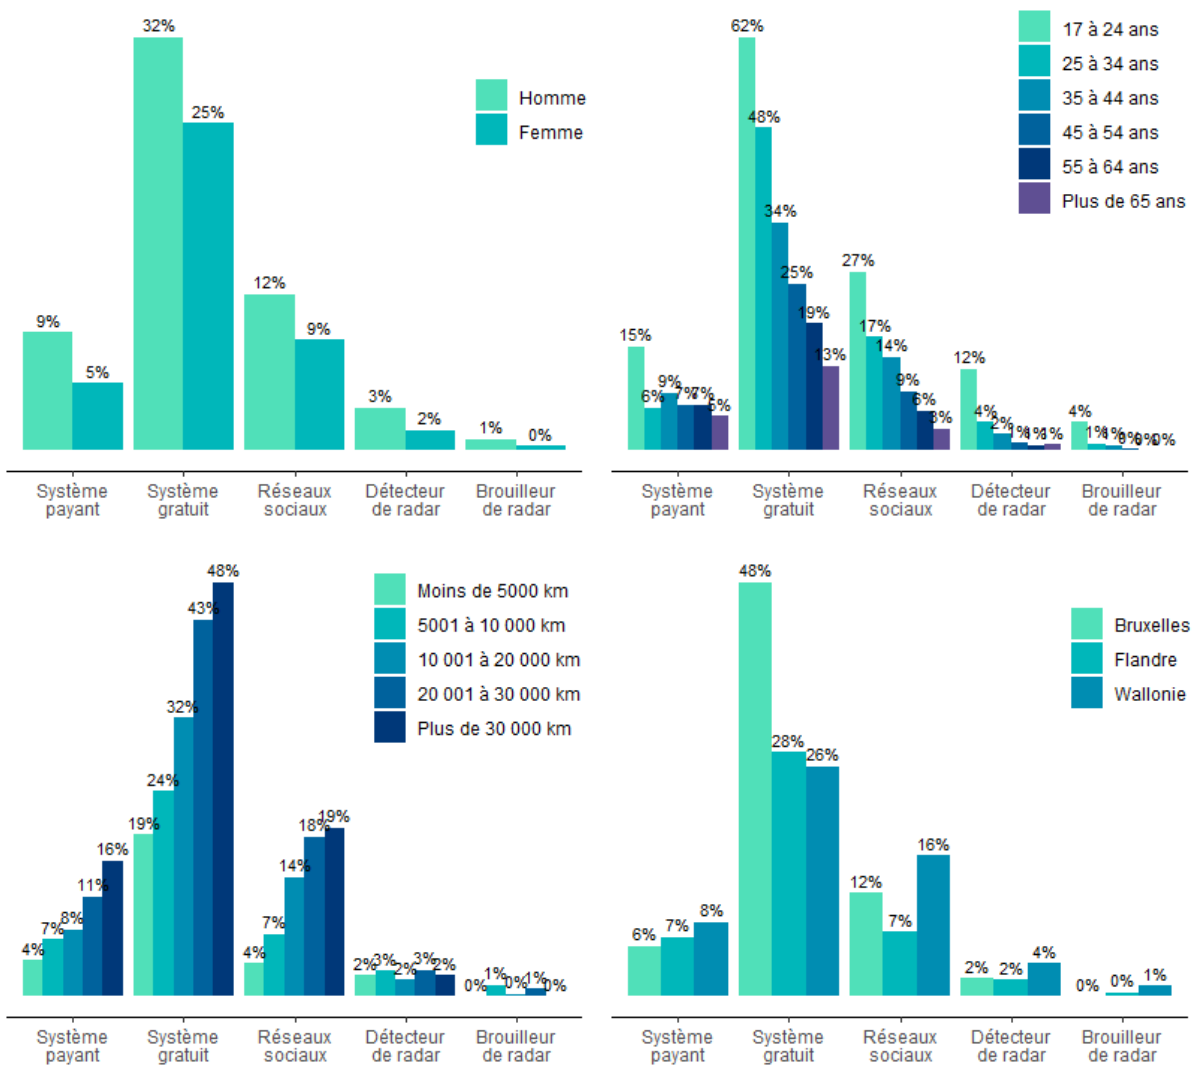 32%
25%
12%
9%
9%
5%
3%
2%
1%
0%
Homme
Femme
Système payant
Système gratuit
Réseaux sociaux
Détecteur de radar
Brouilleur de radar
62%
48%
34%
25%
19%
13%
15%
6%
9%
7%
7%
5%
27%
17%
14%
9%
6%
3%
12%
4%
2%
1%
1%
1%
4%
1%
1%
0%
0%
0%
17 à 24 ans
25 à 34 ans
35 à 44 ans
45 à 54 ans
55 à 64 ans
Plus de 65 ans
Système payant
Système gratuit
Réseaux sociaux
Détecteur de radar
Brouilleur de radar
4%
7%
8%
11%
16%
19%
24%
32%
43%
48%
4%
7%
14%
18%
19%
2%
3%
2%
3%
2%
0%
1%
0%
1%
0%
Moins de 5000 km
5001 à 10 000 km
10 001 à 20 000 km
20 001 à 30 000 km
Plus de 30 000 km
Système payant
Système gratuit
Réseaux sociaux
Détecteur de radar
Brouilleur de radar
6%
7%
8%
48%
28%
26%
12%
7%
16%
2%
2%
4%
0%
0%
1%
Bruxelles
Flandre
Wallonie
Système payant
Système gratuit
Réseaux sociaux
Détecteur de radar
Brouilleur de radar